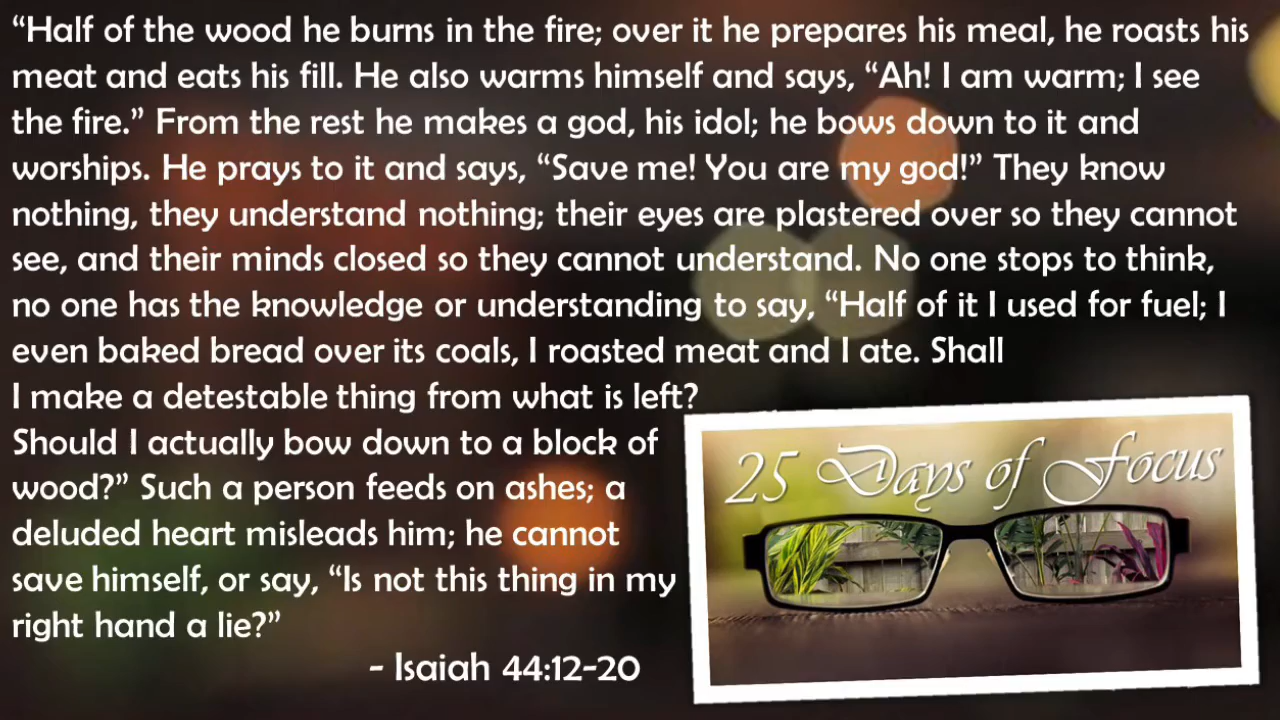 “Half of the wood he burns in the fire; over it he prepares his meal, he roasts his
meat and eats his fill. He also warms himself and says, “Ah! I am warm; I see
the fire.” From the rest he makes a god, his idol; he bows down to it and
worships. He prays to it and says, “Save me! You are my god!” They know
nothing, they understand nothing; their eyes are plastered over so they cannot
see, and their minds closed so they cannot understand. No one stops to think,
no one has the knowledge or understanding to say, “Half of it I used for fuel; I
even baked bread over its coals, I roasted meat and I ate. Shall
I make a detestable thing from what is left?
Should I actually bow down to a block of
wood?” Such a person feeds on ashes; a
deluded heart misleads him; he cannot
save himself, or say, “Is not this thing in my
right hand a lie?”
- Isaiah 44:12-20
25 Days of Focus